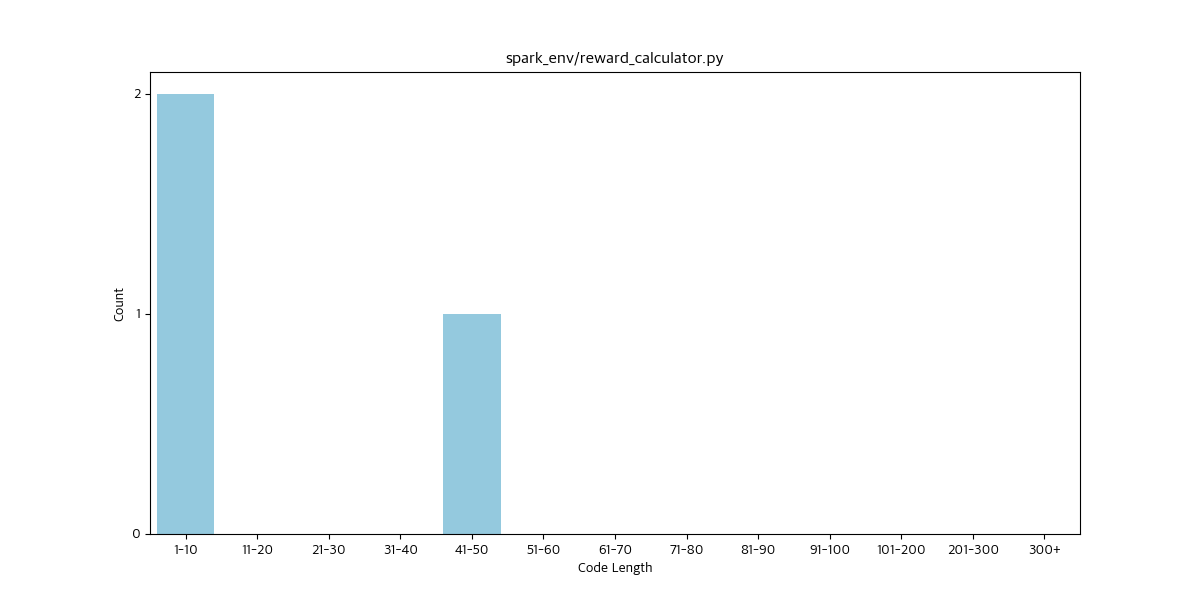 spark_env/reward_calculator.py
2
1
0
Count
1-10 11-20 21-30 31-40 41-50 51-60 61-70 71-80 81-90 91-100 101-200 201-300 300+
Code Length